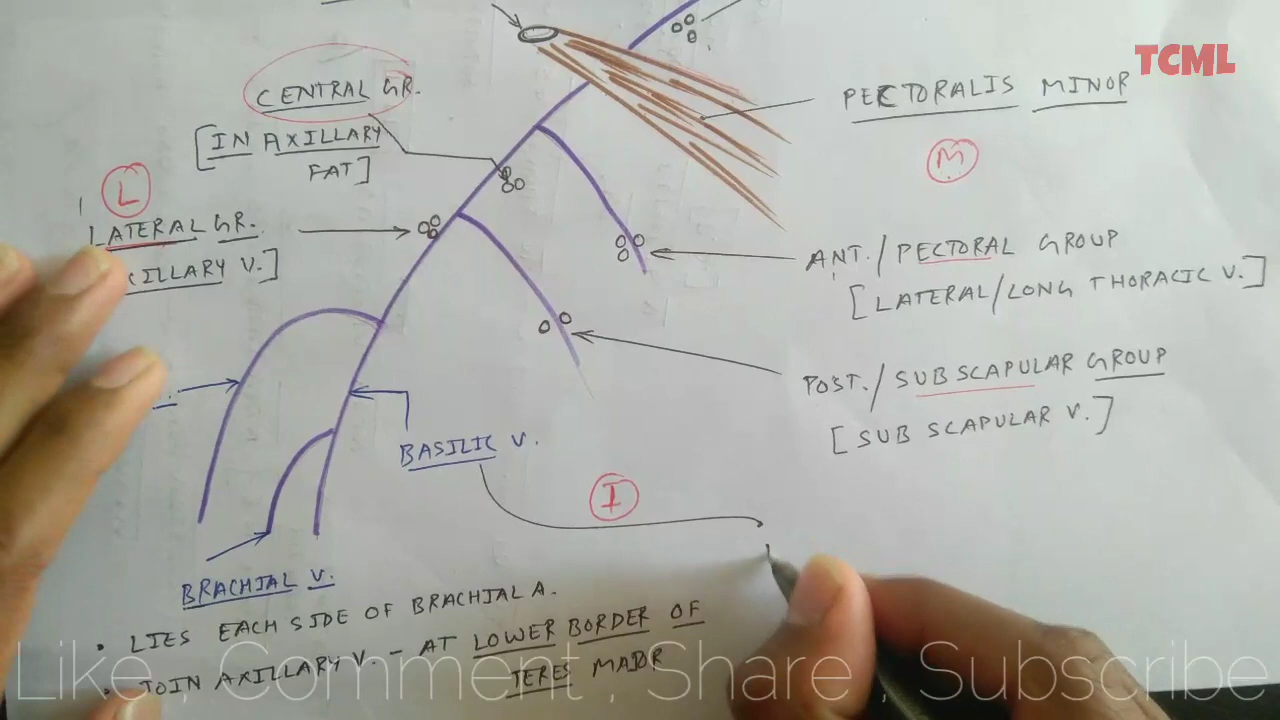 TCML
CENTRAL GR.
[IN AXILLARY
FAT]
PECTORALIS MINOR
L
M
LATERAL GR.
XILLARY V.]
ANT./PECTORAL GROUP
[LATERAL/LONG THORACIC V.]
POST./SUBSCAPULAR GROUP
[SUB SCAPULAR V.]
BASILIC V.
I
BRACHIAL V.
• LIES EACH SIDE OF BRACHIAL A.
• JOIN AXILLARY V. – AT LOWER BORDER OF
TERES MAJOR
Like , Comment , Share , Subscribe